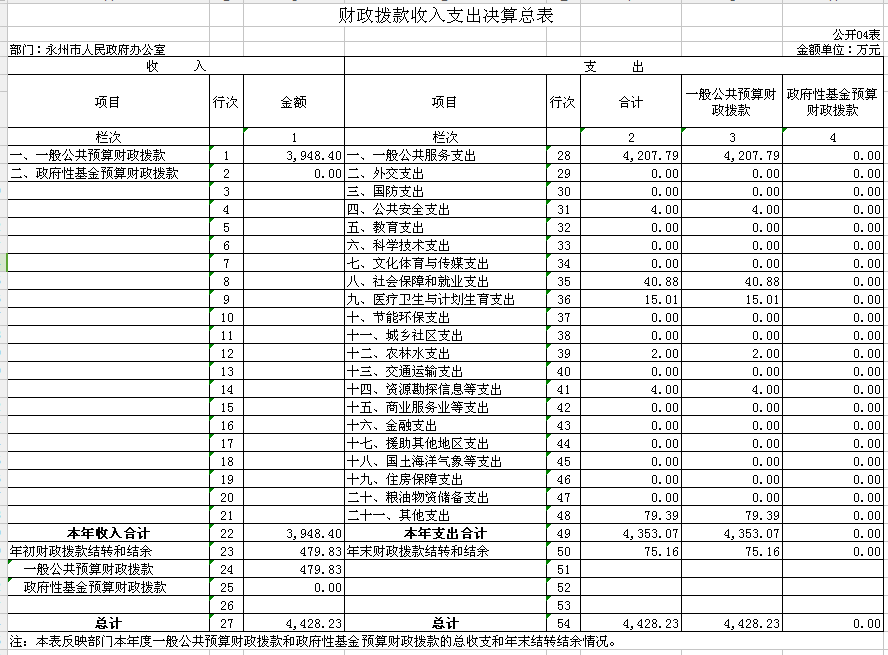 财政拨款收入支出决算总表
公开04表
部门：永州市人民政府办公室 金额单位：万元
收 入 支 出
项目 行次 金额 项目 行次 合计 一般公共预算财政拨款 政府性基金预算财政拨款
栏次 1 栏次 2 3 4
一、一般公共预算财政拨款 1 3,948.40 一、一般公共服务支出 28 4,207.79 4,207.79 0.00
二、政府性基金预算财政拨款 2 0.00 二、外交支出 29 0.00 0.00 0.00
3 三、国防支出 30 0.00 0.00 0.00
4 四、公共安全支出 31 4.00 4.00 0.00
5 五、教育支出 32 0.00 0.00 0.00
6 六、科学技术支出 33 0.00 0.00 0.00
7 七、文化体育与传媒支出 34 0.00 0.00 0.00
8 八、社会保障和就业支出 35 40.88 40.88 0.00
9 九、医疗卫生与计划生育支出 36 15.01 15.01 0.00
10 十、节能环保支出 37 0.00 0.00 0.00
11 十一、城乡社区支出 38 0.00 0.00 0.00
12 十二、农林水支出 39 2.00 2.00 0.00
13 十三、交通运输支出 40 0.00 0.00 0.00
14 十四、资源勘探信息等支出 41 4.00 4.00 0.00
15 十五、商业服务业等支出 42 0.00 0.00 0.00
16 十六、金融支出 43 0.00 0.00 0.00
17 十七、援助其他地区支出 44 0.00 0.00 0.00
18 十八、国土海洋气象等支出 45 0.00 0.00 0.00
19 十九、住房保障支出 46 0.00 0.00 0.00
20 二十、粮油物资储备支出 47 0.00 0.00 0.00
21 二十一、其他支出 48 79.39 79.39 0.00
本年收入合计 22 3,948.40 本年支出合计 49 4,353.07 4,353.07 0.00
年初财政拨款结转和结余 23 479.83 年末财政拨款结转和结余 50 75.16 75.16 0.00
一般公共预算财政拨款 24 479.83 51
政府性基金预算财政拨款 25 0.00 52
26 53
总计 27 4,428.23 总计 54 4,428.23 4,428.23 0.00
注：本表反映部门本年度一般公共预算财政拨款和政府性基金预算财政拨款的总收支和年末结转结余情况。